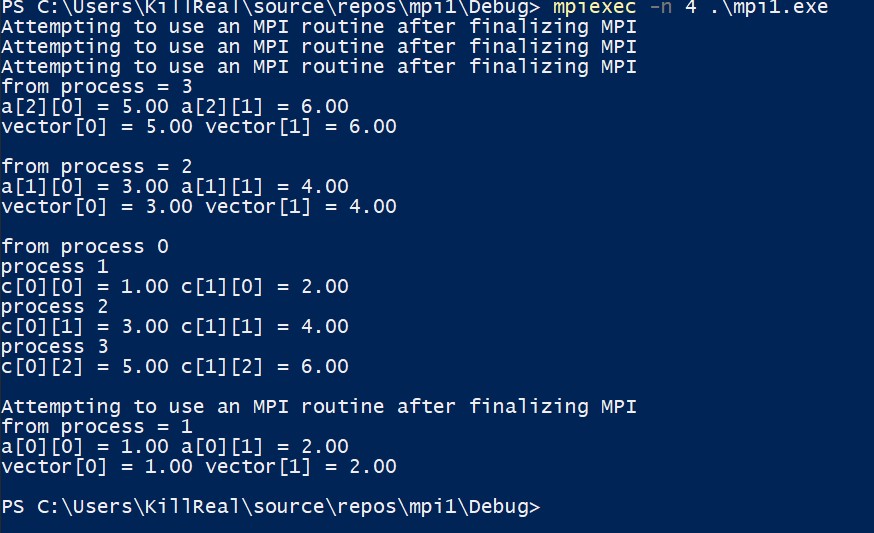 PS C:\Users\KillReal\source\repos\mpi1\Debug> mpiexec -n 4 .\mpi1.exe
Attempting to use an MPI routine after finalizing MPI
Attempting to use an MPI routine after finalizing MPI
Attempting to use an MPI routine after finalizing MPI
from process = 3
a[2][0] = 5.00 a[2][1] = 6.00
vector[0] = 5.00 vector[1] = 6.00
from process = 2
a[1][0] = 3.00 a[1][1] = 4.00
vector[0] = 3.00 vector[1] = 4.00
from process 0
process 1
c[0][0] = 1.00 c[1][0] = 2.00
process 2
c[0][1] = 3.00 c[1][1] = 4.00
process 3
c[0][2] = 5.00 c[1][2] = 6.00
Attempting to use an MPI routine after finalizing MPI
from process = 1
a[0][0] = 1.00 a[0][1] = 2.00
vector[0] = 1.00 vector[1] = 2.00
PS C:\Users\KillReal\source\repos\mpi1\Debug>